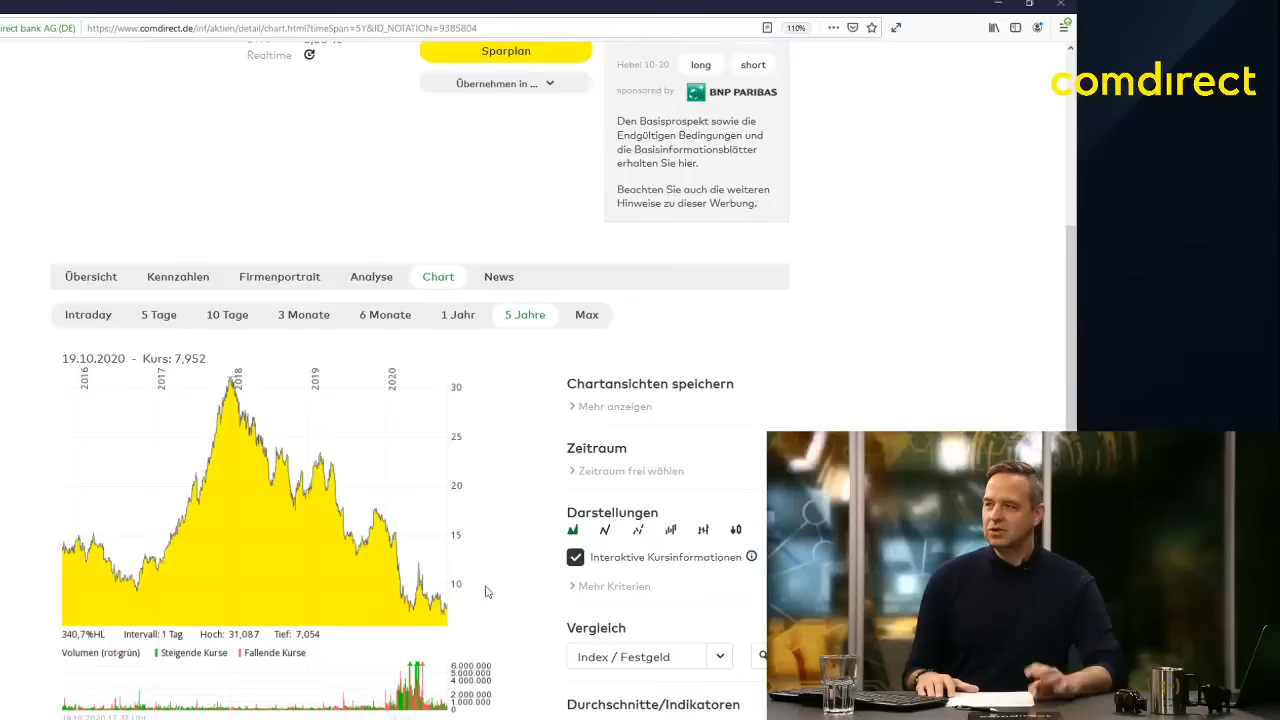 irect bank AG (DE)
https://www.comdirect.de/inf/aktien/detail/chart.html?timeSpan=5Y&ID_NOTATION=9385804
110%
comdirect
Realtime
Sparplan
Übernehmen in ...
Hebel 10-20
long
short
sponsored by
BNP PARIBAS
Den Basisprospekt sowie die
Endgültigen Bedingungen und
die Basisinformationsblätter
erhalten Sie hier.
Beachten Sie auch die weiteren
Hinweise zu dieser Werbung.
Übersicht
Kennzahlen
Firmenportrait
Analyse
Chart
News
Intraday
5 Tage
10 Tage
3 Monate
6 Monate
1 Jahr
5 Jahre
Max
19.10.2020 - Kurs: 7,952
2016
2017
2018
2019
2020
30
25
20
15
10
340,7%HL
Intervall: 1 Tag
Hoch: 31,087
Tief: 7,054
Volumen (rot-grün)
Steigende Kurse
Fallende Kurse
6.000.000
5.000.000
4.000.000
2.000.000
1.000.000
0
19.10.2020 17:37 Uhr
Chartansichten speichern
Mehr anzeigen
Zeitraum
Zeitraum frei wählen
Darstellungen
Interaktive Kursinformationen
Mehr Kriterien
Vergleich
Index / Festgeld
Durchschnitte/Indikatoren
comdirect